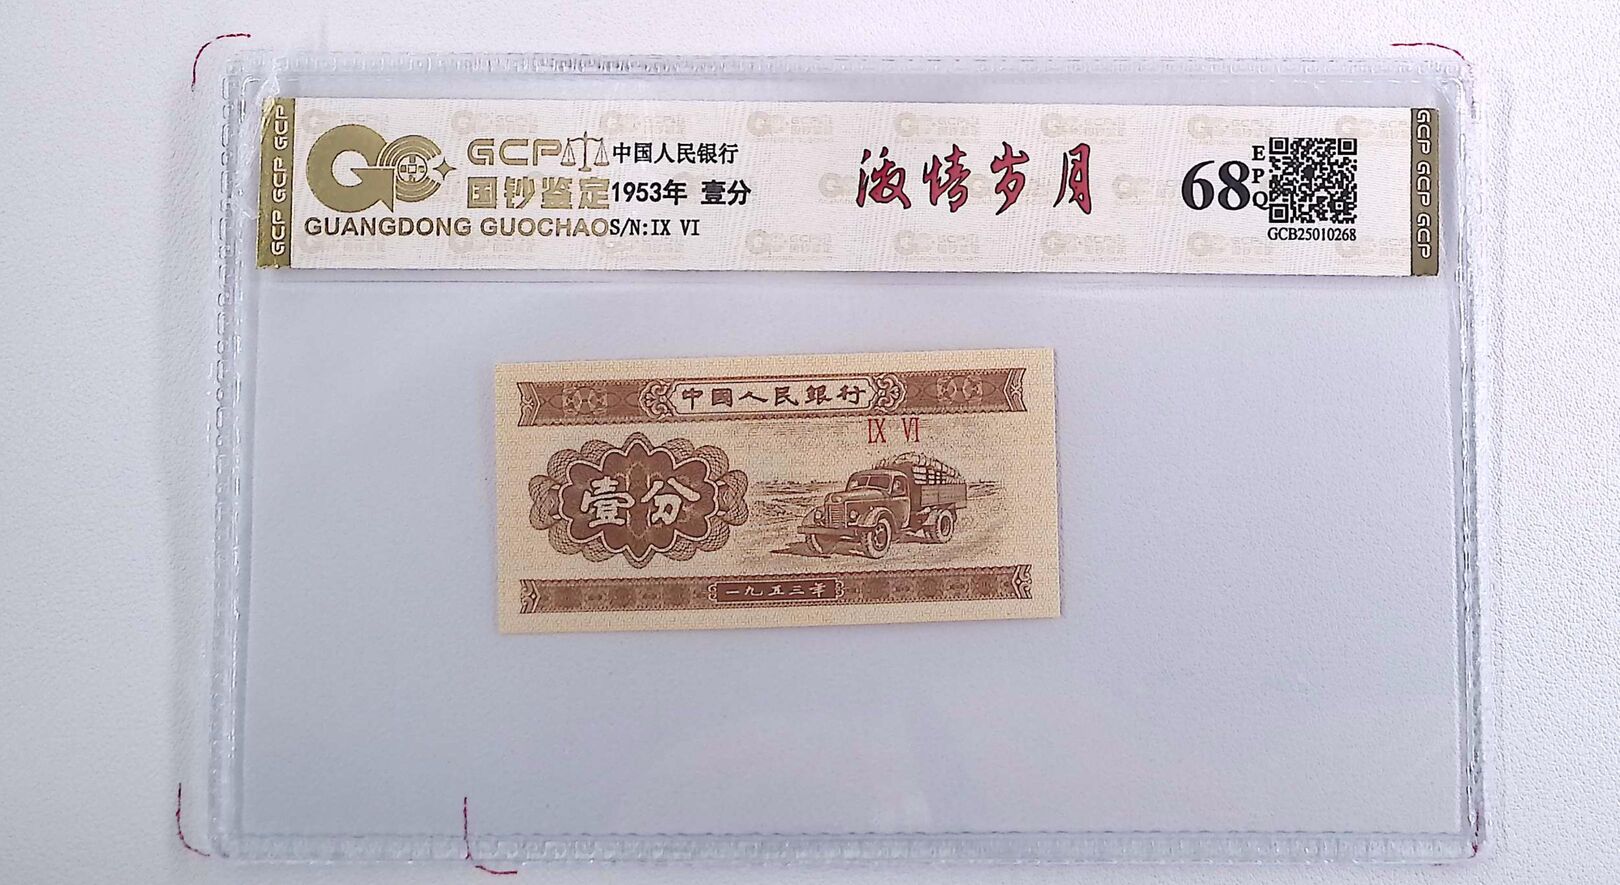 GCP GCP GCP
GCP
国钞鉴定
GUANGDONG GUOCHAO
中国人民银行
1953年 壹分
S/N:IX VI
激情岁月
68
EPQ
GCB25010268
GCP GCP GCP
中国人民銀行
IX VI
壹分
一九五三年